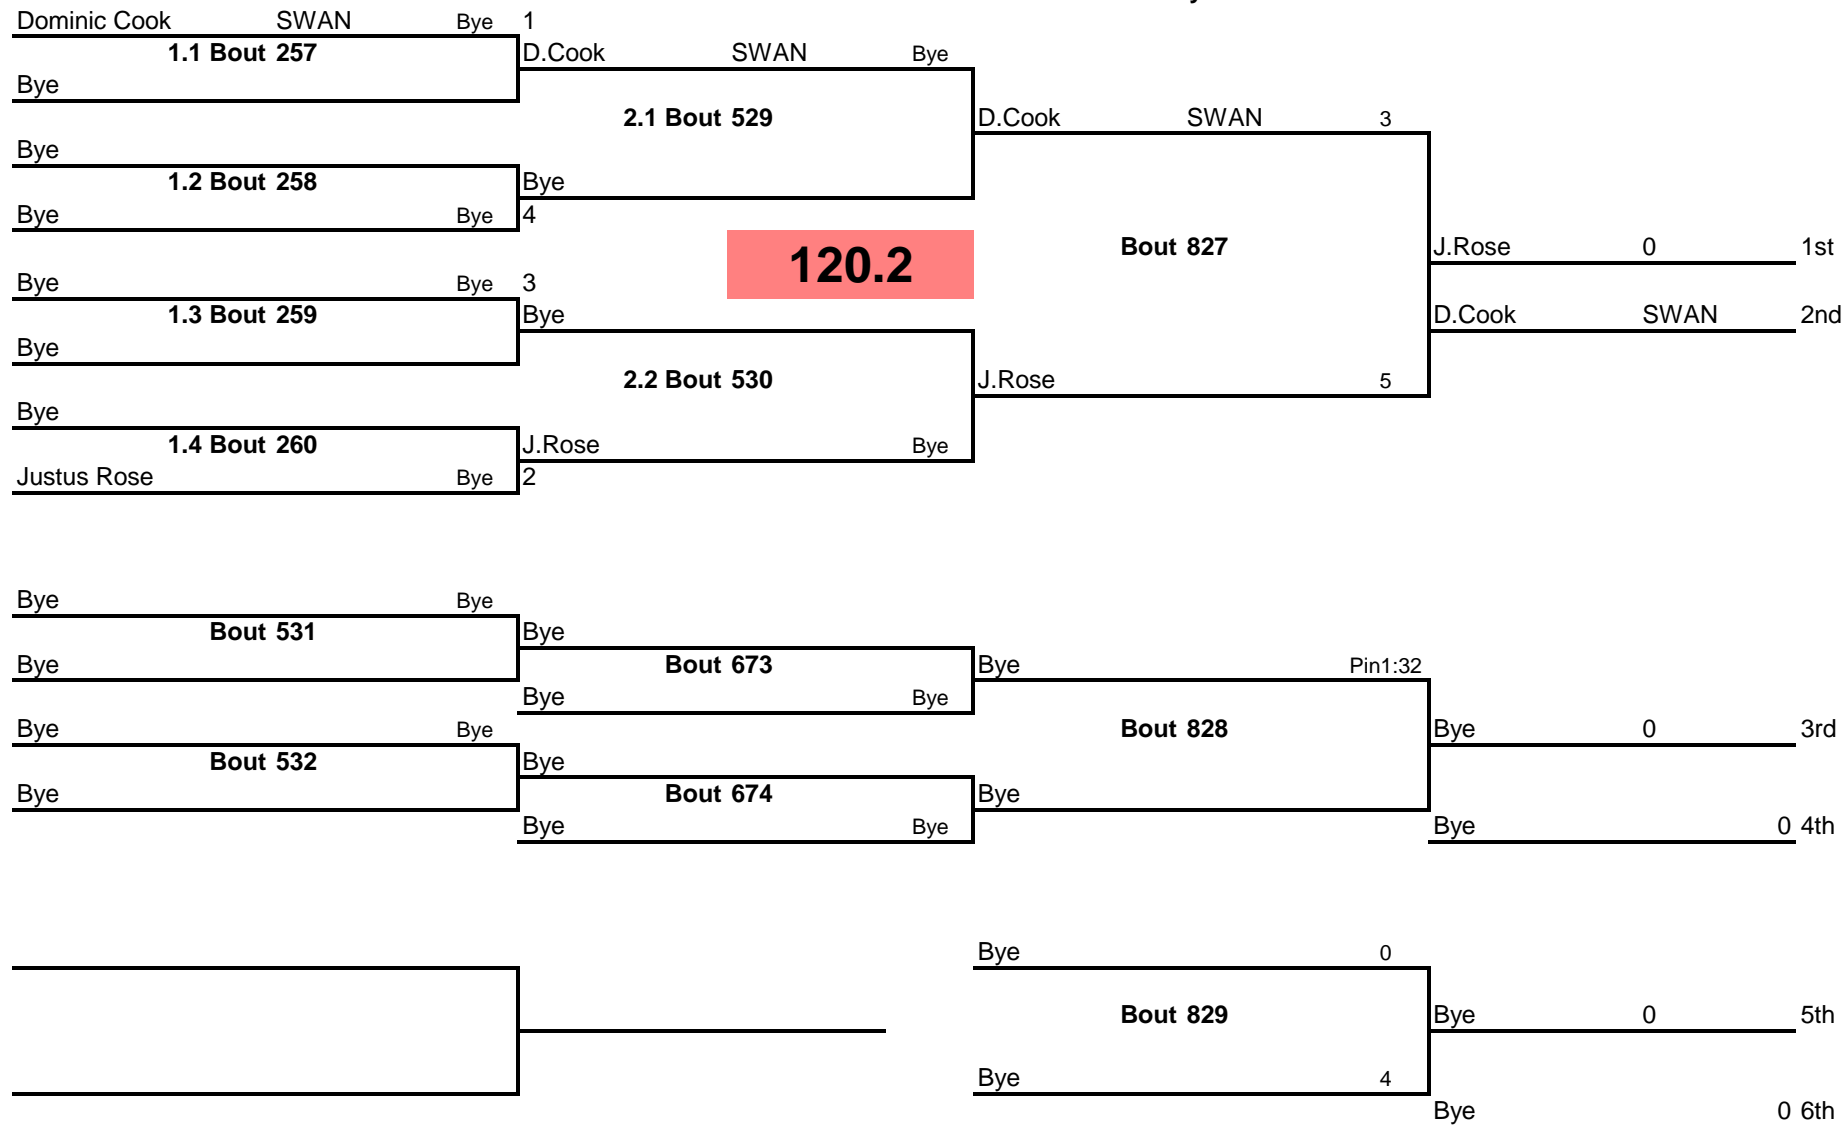 Dominic Cook SWAN Bye 1
1.1 Bout 257 D.Cook SWAN Bye
Bye
2.1 Bout 529 D.Cook SWAN 3
Bye
1.2 Bout 258 Bye
Bye Bye 4
120.2 Bout 827 J.Rose 0 1st
Bye Bye 3
1.3 Bout 259 Bye D.Cook SWAN 2nd
Bye
2.2 Bout 530 J.Rose 5
Bye
1.4 Bout 260 J.Rose Bye
Justus Rose Bye 2
Bye Bye
Bout 531 Bye
Bye Bout 673 Bye Pin1:32
Bye Bye
Bye Bye Bout 828 Bye 0 3rd
Bout 532 Bye
Bye Bout 674 Bye
Bye Bye Bye 0 4th
Bye 0
Bout 829 Bye 0 5th
Bye 4
Bye 0 6th